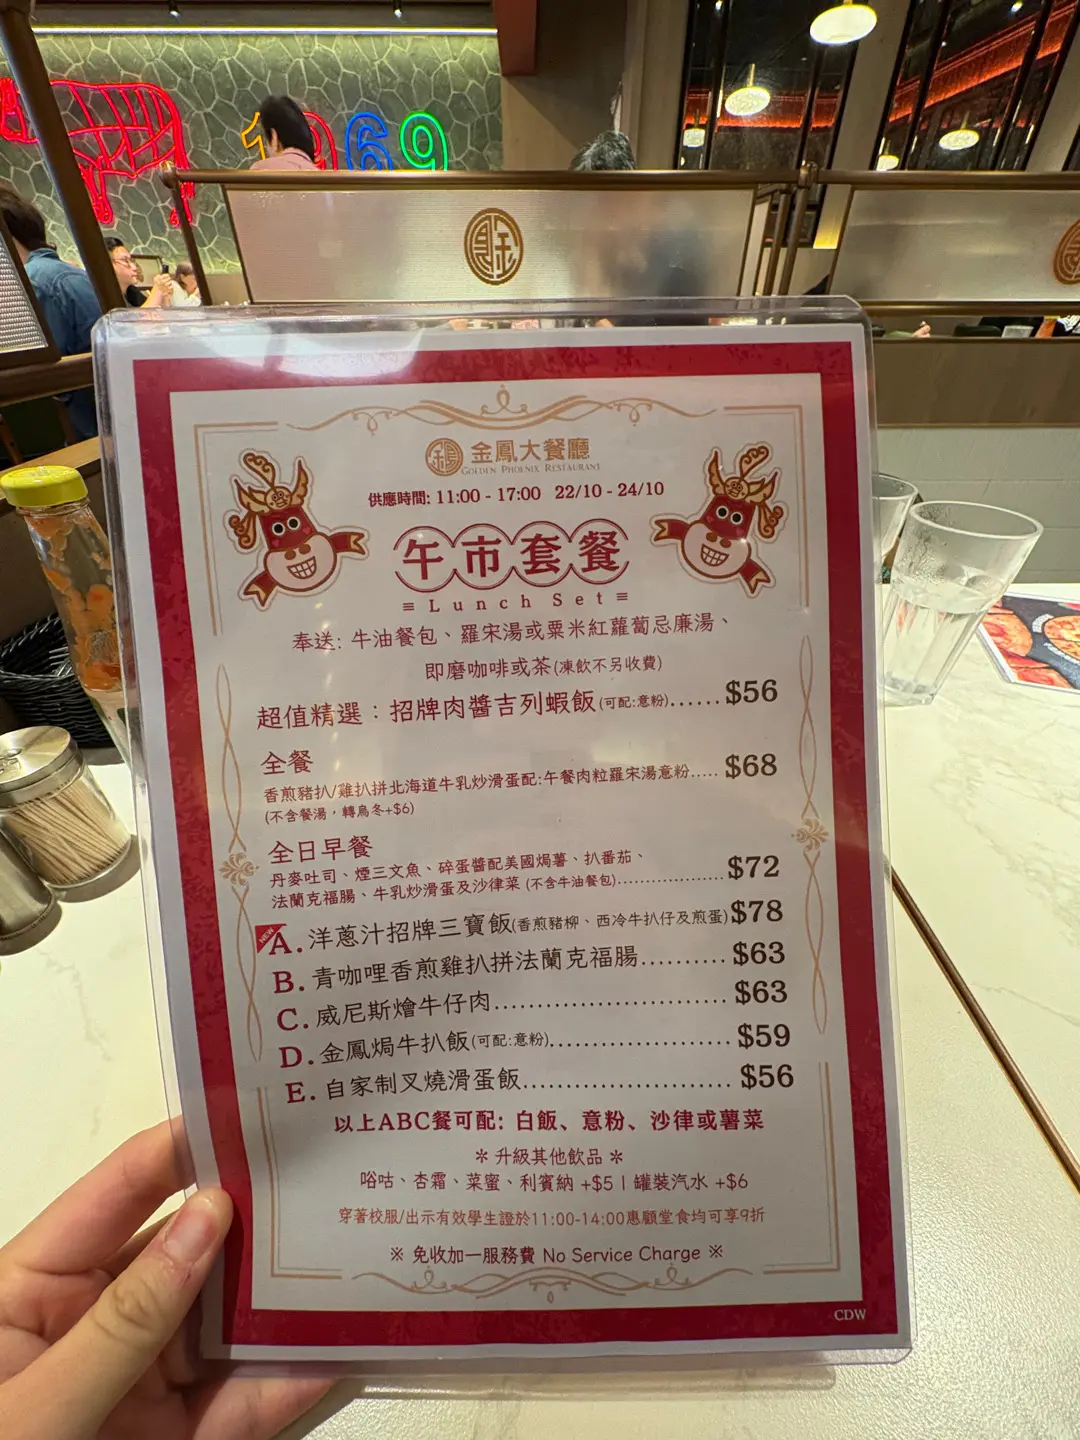 1969
金鳳大餐廳
GOLDEN PHOENIX RESTAURANT
供應時間: 11:00 - 17:00 22/10 - 24/10
午市套餐
≡ Lunch Set ≡
奉送: 牛油餐包、羅宋湯或粟米紅蘿蔔忌廉湯、
即磨咖啡或茶(凍飲不另收費)
超值精選：招牌肉醬吉列蝦飯(可配:意粉)...... $56
全餐
香煎豬扒/雞扒拼北海道牛乳炒滑蛋配:午餐肉粒羅宋湯意粉..... $68
(不含餐湯，轉烏冬+$6)
全日早餐
丹麥吐司、煙三文魚、碎蛋醬配美國焗薯、扒番茄、
法蘭克福腸、牛乳炒滑蛋及沙律菜 (不含牛油餐包)..................... $72
NEW A. 洋蔥汁招牌三寶飯(香煎豬柳、西冷牛扒仔及煎蛋) $78
B. 青咖哩香煎雞扒拼法蘭克福腸.......... $63
C. 威尼斯燴牛仔肉........................... $63
D. 金鳳焗牛扒飯(可配:意粉)..................... $59
E. 自家制叉燒滑蛋飯........................ $56
以上ABC餐可配: 白飯、意粉、沙律或薯菜
＊升級其他飲品＊
唂咕、杏霜、菜蜜、利賓納 +$5 | 罐裝汽水 +$6
穿著校服/出示有效學生證於11:00-14:00惠顧堂食均可享9折
※ 免收加一服務費 No Service Charge ※
CDW